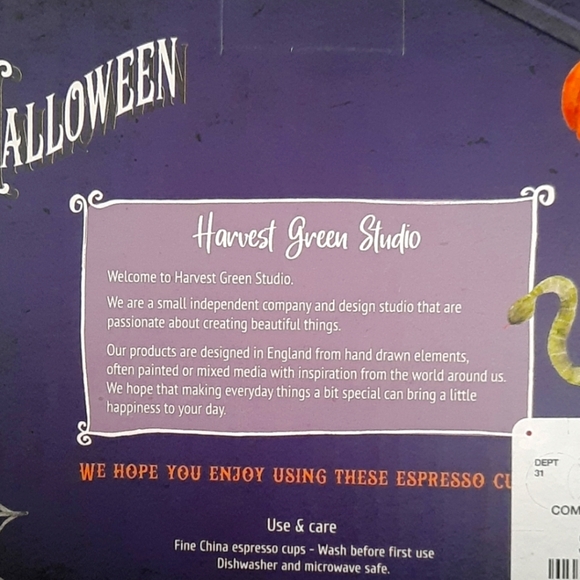 ALLOWEEN
Harvest Green Studio
Welcome to Harvest Green Studio.
We are a small independent company and design studio that are
passionate about creating beautiful things.
Our products are designed in England from hand drawn elements,
often painted or mixed media with inspiration from the world around us.
We hope that making everyday things a bit special can bring a little
happiness to your day.
WE HOPE YOU ENJOY USING THESE ESPRESSO CU
DEPT
31
COM
Use & care
Fine China espresso cups - Wash before first use
Dishwasher and microwave safe.